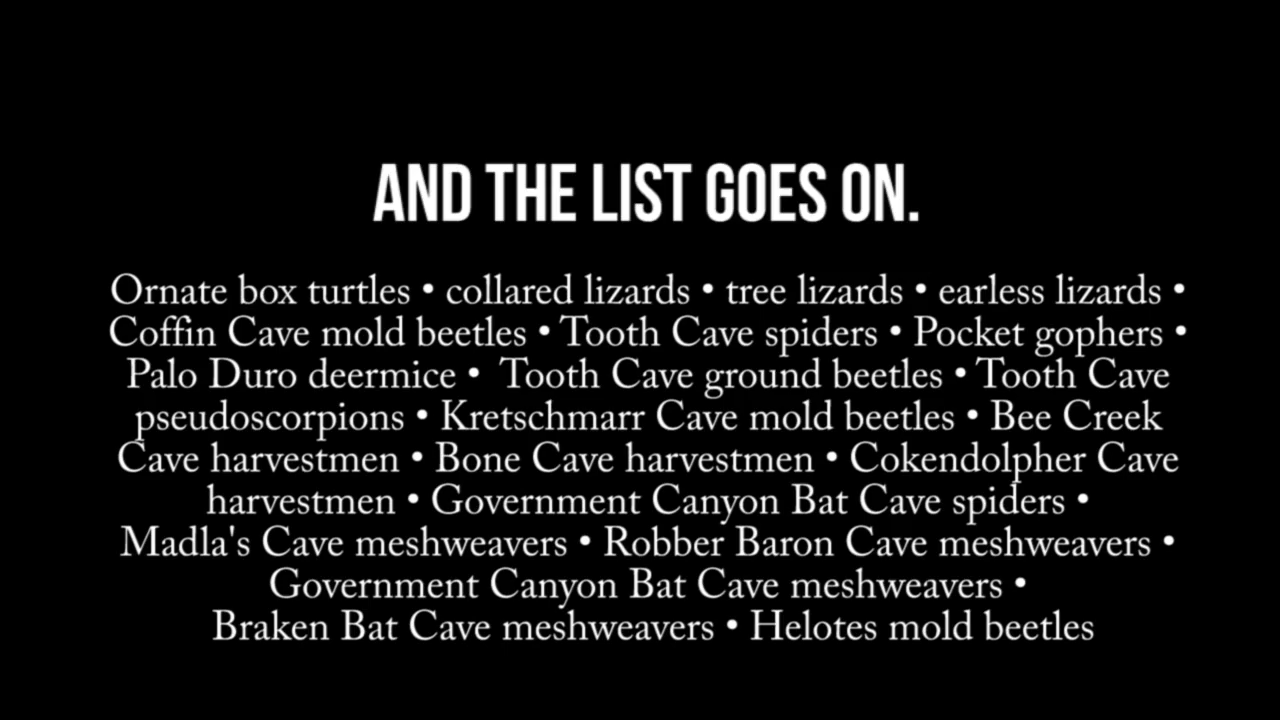 AND THE LIST GOES ON.
Ornate box turtles • collared lizards • tree lizards • earless lizards •
Coffin Cave mold beetles • Tooth Cave spiders • Pocket gophers •
Palo Duro deermice • Tooth Cave ground beetles • Tooth Cave
pseudoscorpions • Kretschmarr Cave mold beetles • Bee Creek
Cave harvestmen • Bone Cave harvestmen • Cokendolpher Cave
harvestmen • Government Canyon Bat Cave spiders •
Madla's Cave meshweavers • Robber Baron Cave meshweavers •
Government Canyon Bat Cave meshweavers •
Braken Bat Cave meshweavers • Helotes mold beetles